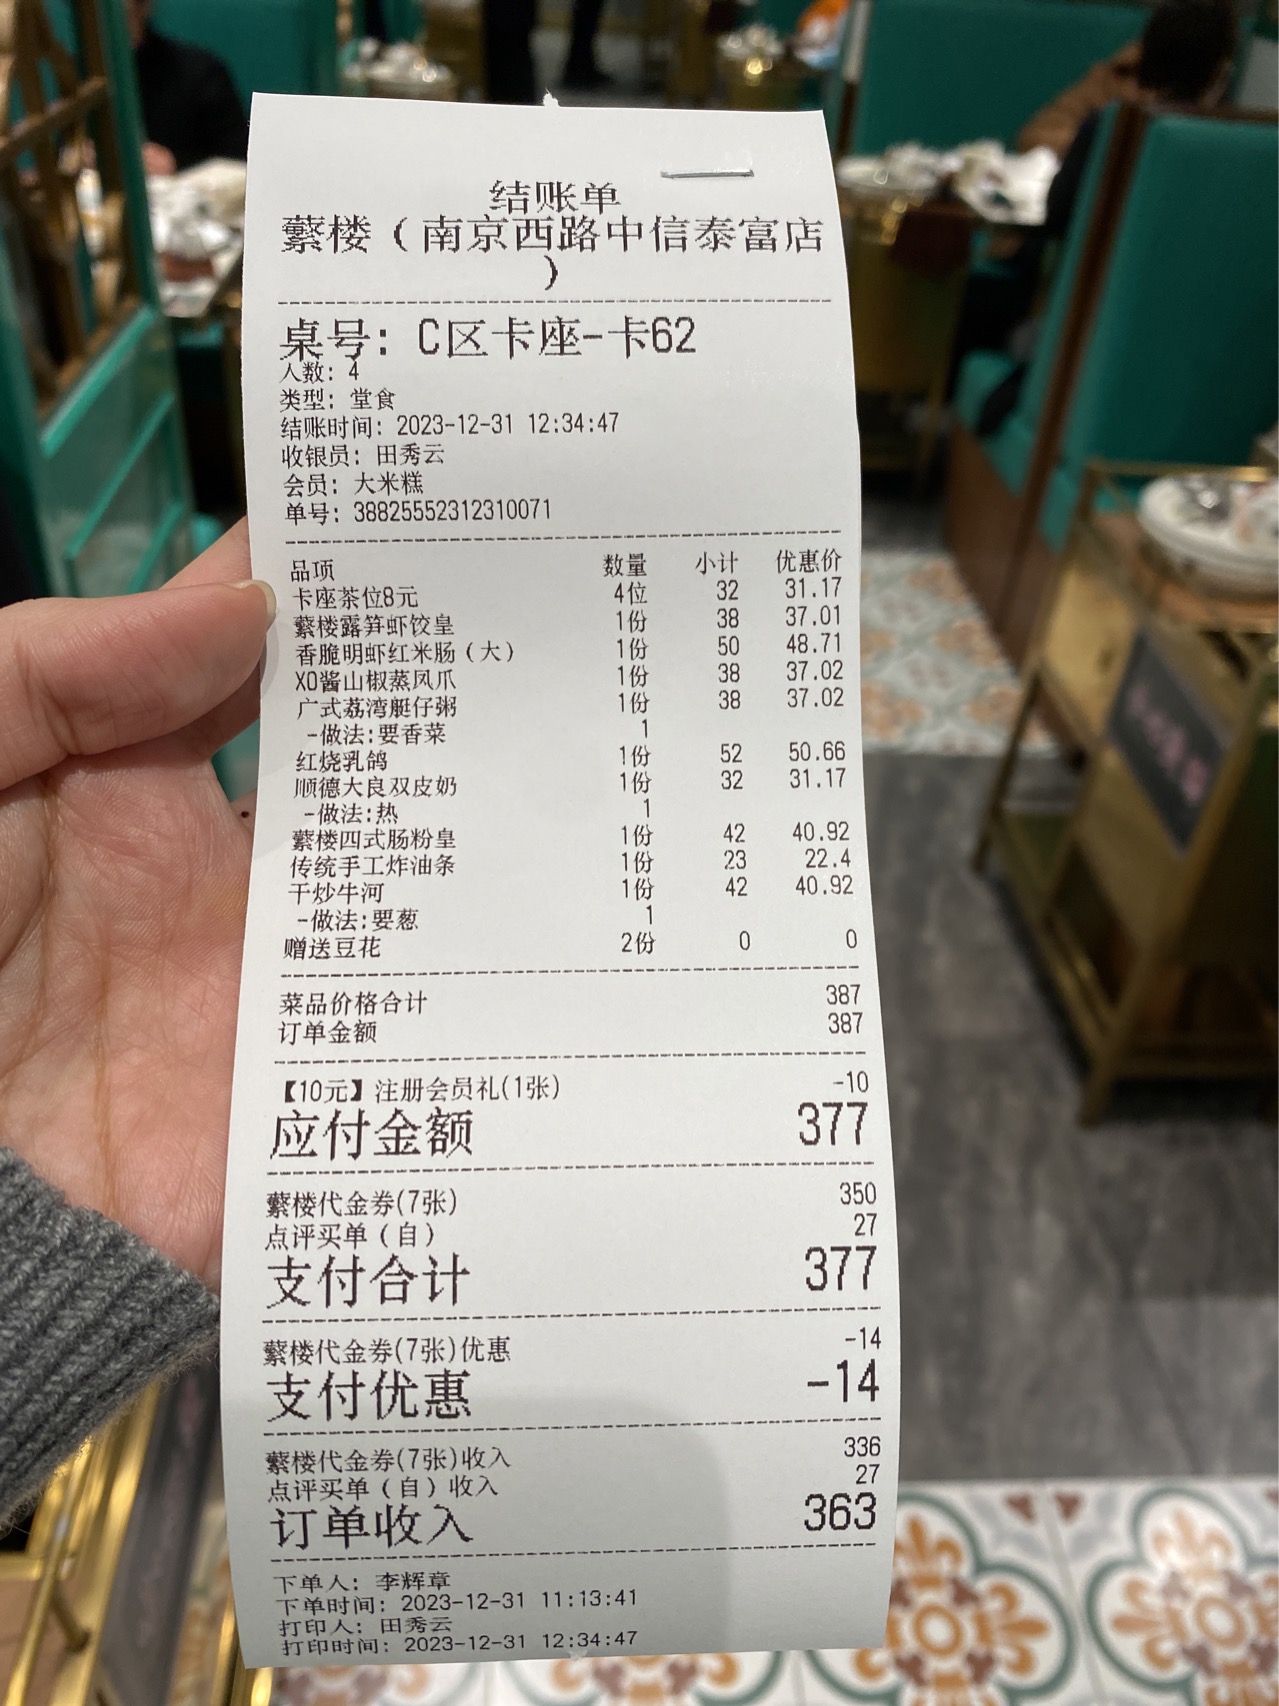 结账单
蘩楼（南京西路中信泰富店
）
桌号： C区卡座-卡62
人数： 4
类型： 堂食
结账时间： 2023-12-31 12:34:47
收银员： 田秀云
会员： 大米糕
单号： 38825552312310071
品项 数量 小计 优惠价
卡座茶位8元 4位 32 31.17
蘩楼露笋虾饺皇 1份 38 37.01
香脆明虾红米肠（大） 1份 50 48.71
XO酱山椒蒸凤爪 1份 38 37.02
广式荔湾艇仔粥 1份 38 37.02
-做法:要香菜 1
红烧乳鸽 1份 52 50.66
顺德大良双皮奶 1份 32 31.17
-做法:热 1
蘩楼四式肠粉皇 1份 42 40.92
传统手工炸油条 1份 23 22.4
干炒牛河 1份 42 40.92
-做法:要葱 1
赠送豆花 2份 0 0
菜品价格合计 387
订单金额 387
【10元】注册会员礼(1张) -10
应付金额 377
蘩楼代金券(7张) 350
点评买单（自） 27
支付合计 377
蘩楼代金券(7张)优惠 -14
支付优惠 -14
蘩楼代金券(7张)收入 336
点评买单（自）收入 27
订单收入 363
下单人： 李辉章
下单时间： 2023-12-31 11:13:41
打印人： 田秀云
打印时间： 2023-12-31 12:34:47